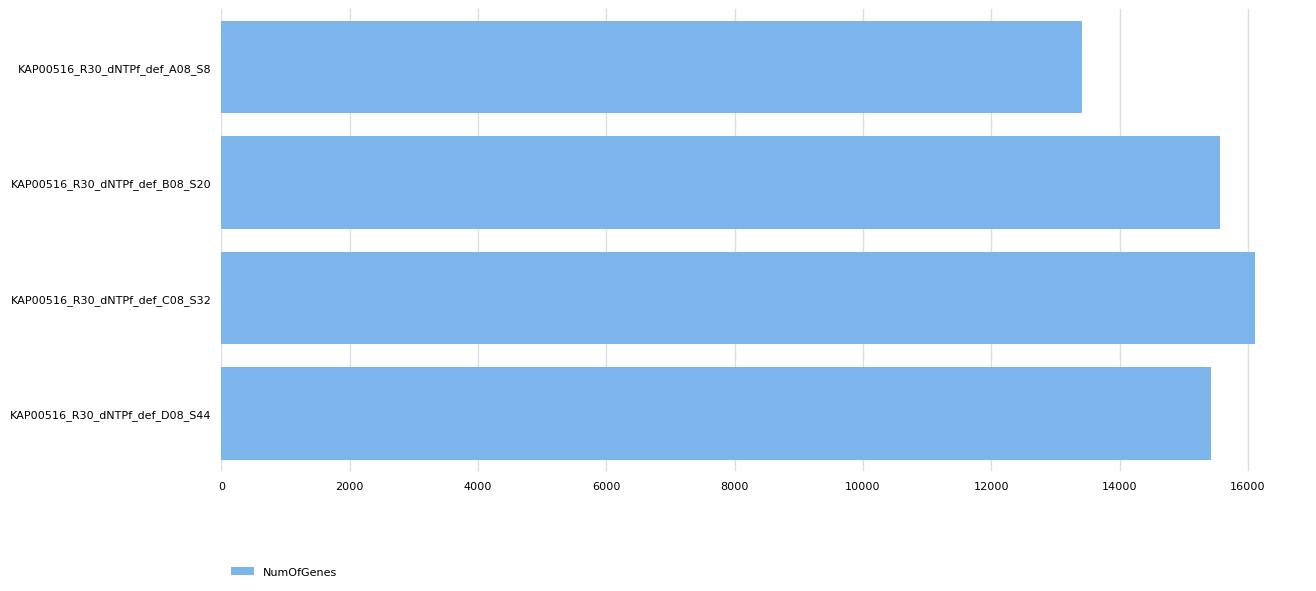 KAP00516_R30_dNTPf_def_A08_S8
KAP00516_R30_dNTPf_def_B08_S20
KAP00516_R30_dNTPf_def_C08_S32
KAP00516_R30_dNTPf_def_D08_S44
0 2000 4000 6000 8000 10000 12000 14000 16000
NumOfGenes